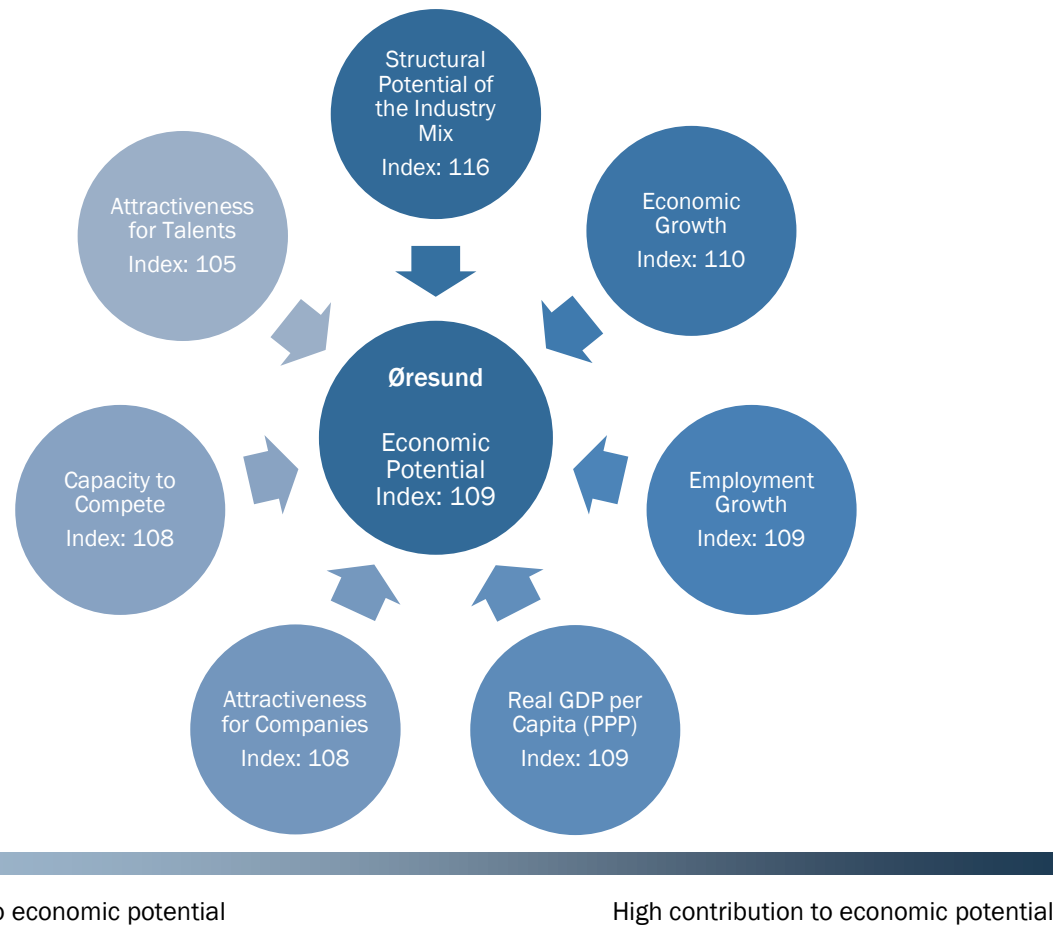 Structural
Potential of
the Industry
Mix
Index: 116
Economic
Growth
Index: 110
Attractiveness
for Talents
Index: 105
Øresund
Economic
Potential
Index: 109
Capacity to
Compete
Index: 108
Employment
Growth
Index: 109
Attractiveness
for Companies
Index: 108
Real GDP per
Capita (PPP)
Index: 109
economic potential
High contribution to economic potential